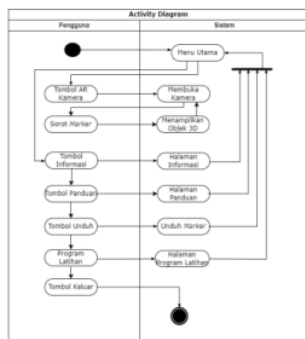 Activity Diagram
Pengguna
Sistem
Menu Utama
Tombol AR
Kamera
Membuka
Kamera
Sorot Marker
Menampilkan
Objek 3D
Tombol
Informasi
Halaman
Informasi
Tombol Panduan
Halaman
Panduan
Tombol Unduh
Unduh Marker
Program
Latihan
Halaman
Program Latihan
Tombol Keluar